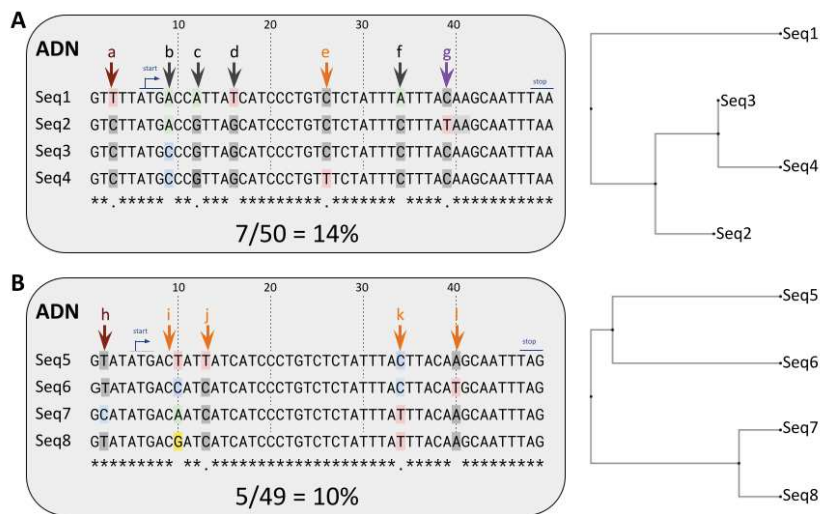 A
10 20 30 40
ADN
a b c d e f g
start stop
Seq1 GTTTTATGACCATTATCATCCCTGTCTCTATTTATTTACAAGCAATTTAA
Seq2 GTCTTATGACCGTTAGCATCCCTGTCTCTATTTCTTTATAAGCAATTTAA
Seq3 GTCTTATGCCCGTTAGCATCCCTGTCTCTATTTCTTTACAAGCAATTTAA
Seq4 GTCTTATGCCCGTTAGCATCCCTGTTTCTATTTCTTTACAAGCAATTTAA
**.***** ** *** *********.******* ****.***********
7/50 = 14%
Seq1
Seq3
Seq4
Seq2
B
10 20 30 40
ADN
h i j k l
start stop
Seq5 GTATATGACTATTATCATCCCTGTCTCTATTTACTTACAAGCAATTTAG
Seq6 GTATATGACCATCATCATCCCTGTCTCTATTTACTTACATGCAATTTAG
Seq7 GCATATGACAATCATCATCCCTGTCTCTATTTATTTACAAGCAATTTAG
Seq8 GTATATGACGATCATCATCCCTGTCTCTATTTATTTACAAGCAATTTAG
********* **.********************.***** *********
5/49 = 10%
Seq5
Seq6
Seq7
Seq8